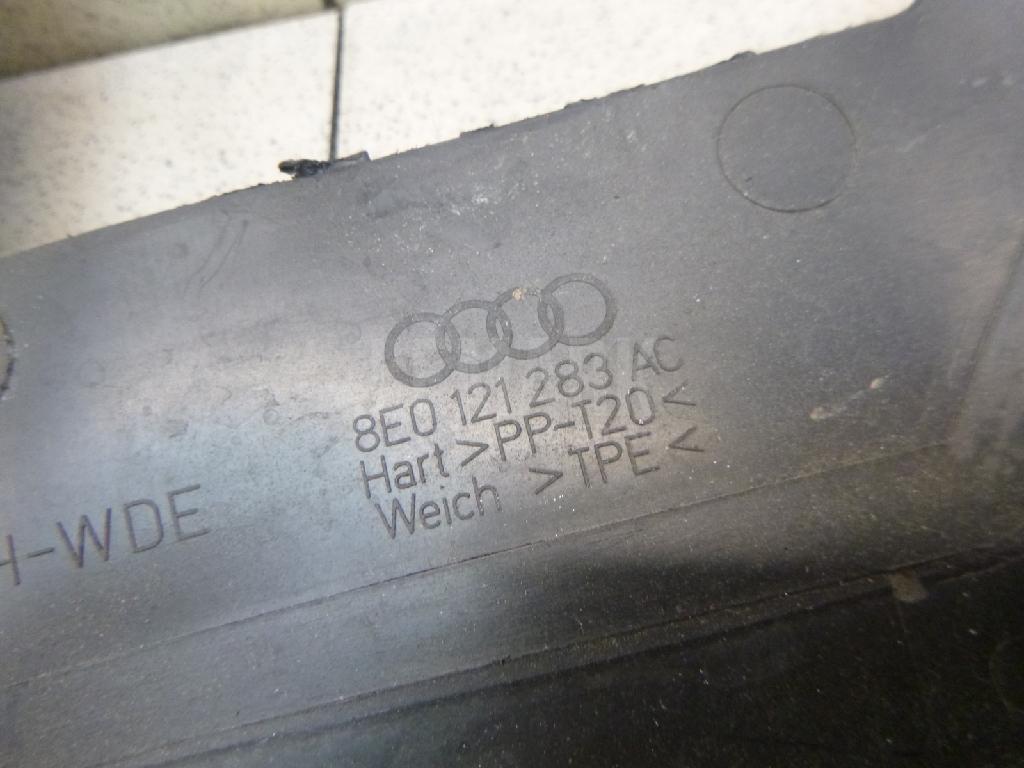 8E0 121 283 AC
Hart >PP-T20<
Weich >TPE<
H-WDE